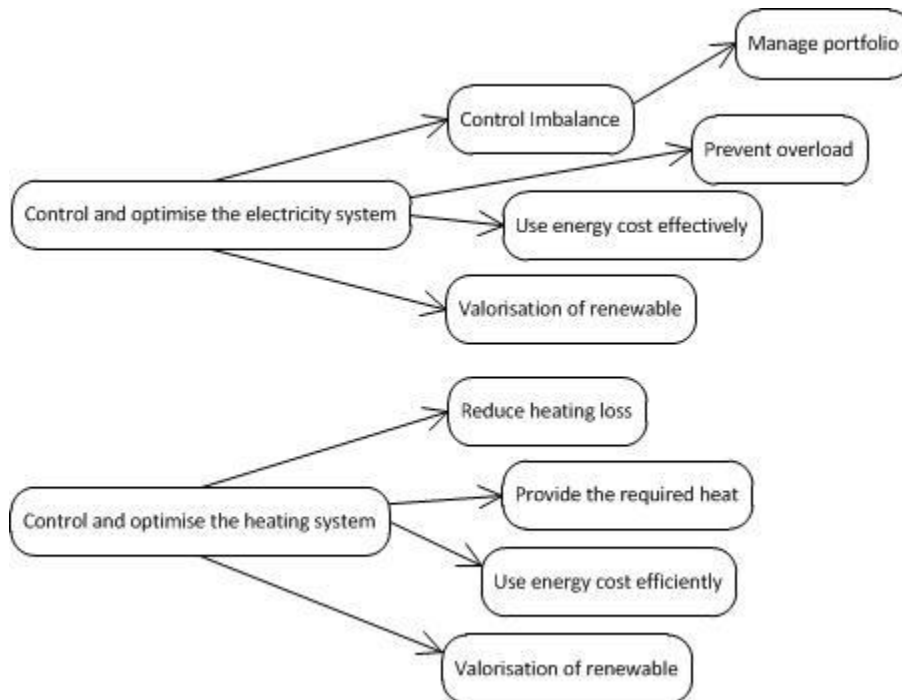 Manage portfolio
Control Imbalance
Prevent overload
Control and optimise the electricity system
Use energy cost effectively
Valorisation of renewable
Reduce heating loss
Provide the required heat
Control and optimise the heating system
Use energy cost efficiently
Valorisation of renewable